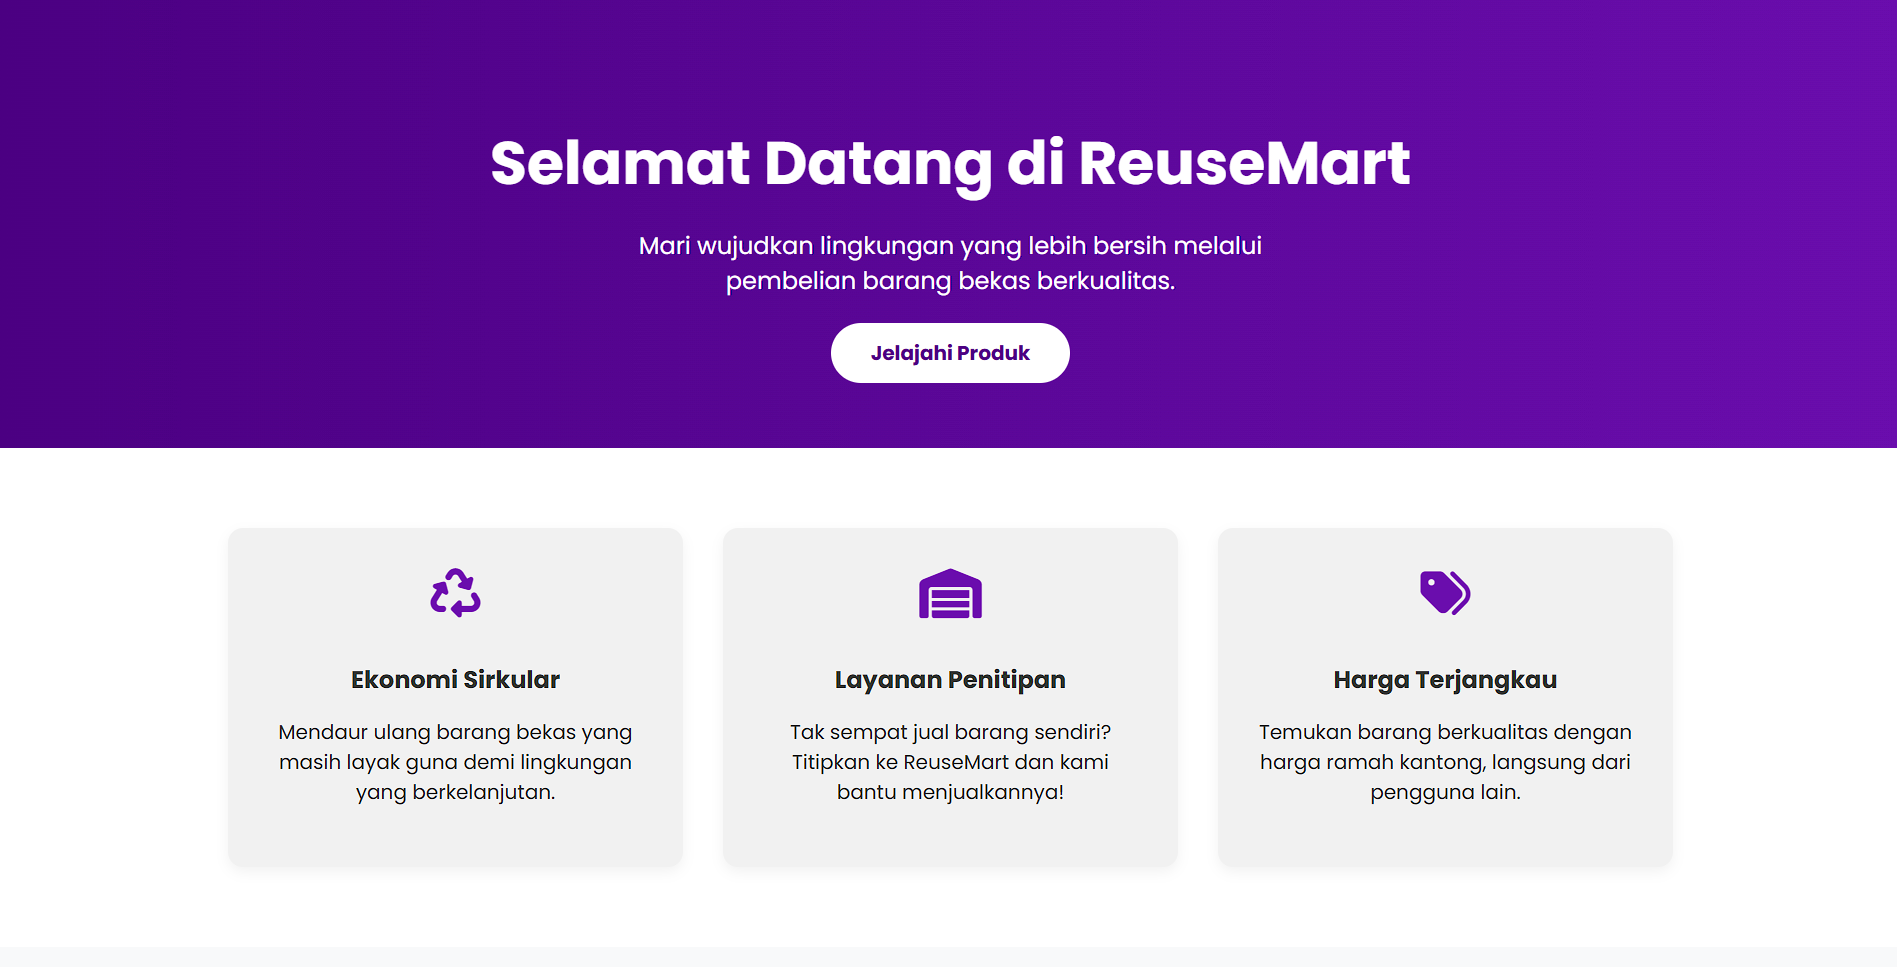 Selamat Datang di ReuseMart
Mari wujudkan lingkungan yang lebih bersih melalui
pembelian barang bekas berkualitas.
Jelajahi Produk
Ekonomi Sirkular
Mendaur ulang barang bekas yang
masih layak guna demi lingkungan
yang berkelanjutan.
Layanan Penitipan
Tak sempat jual barang sendiri?
Titipkan ke ReuseMart dan kami
bantu menjualkannya!
Harga Terjangkau
Temukan barang berkualitas dengan
harga ramah kantong, langsung dari
pengguna lain.